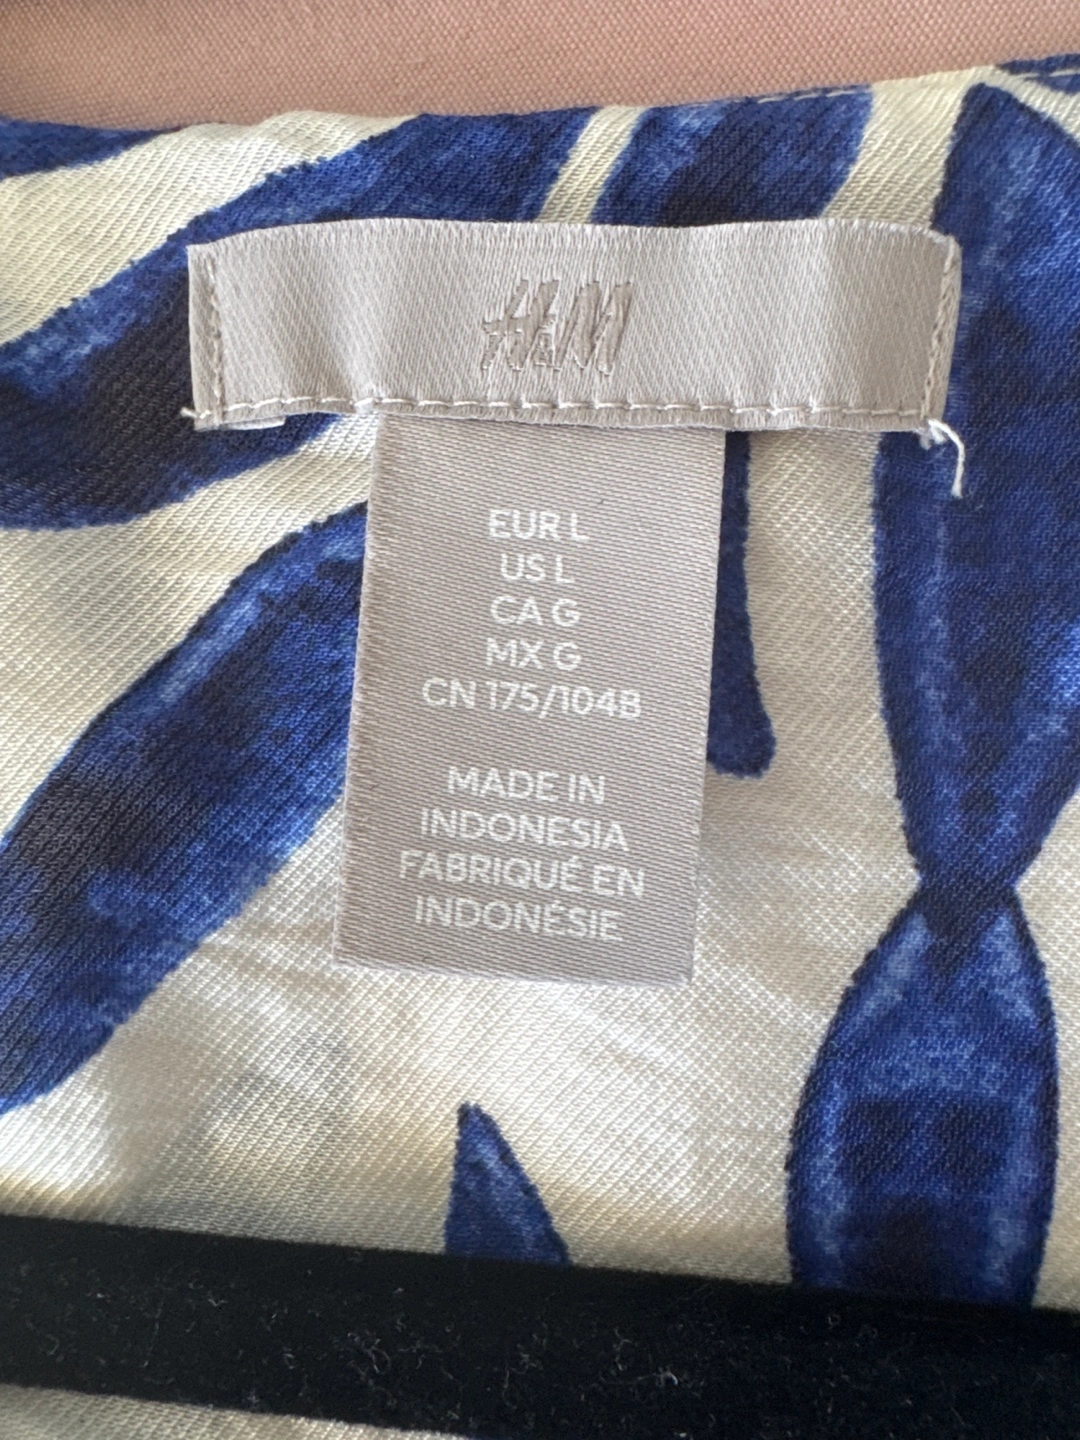 H&M
EUR L
US L
CA G
MX G
CN 175/104B
MADE IN
INDONESIA
FABRIQUÉ EN
INDONÉSIE